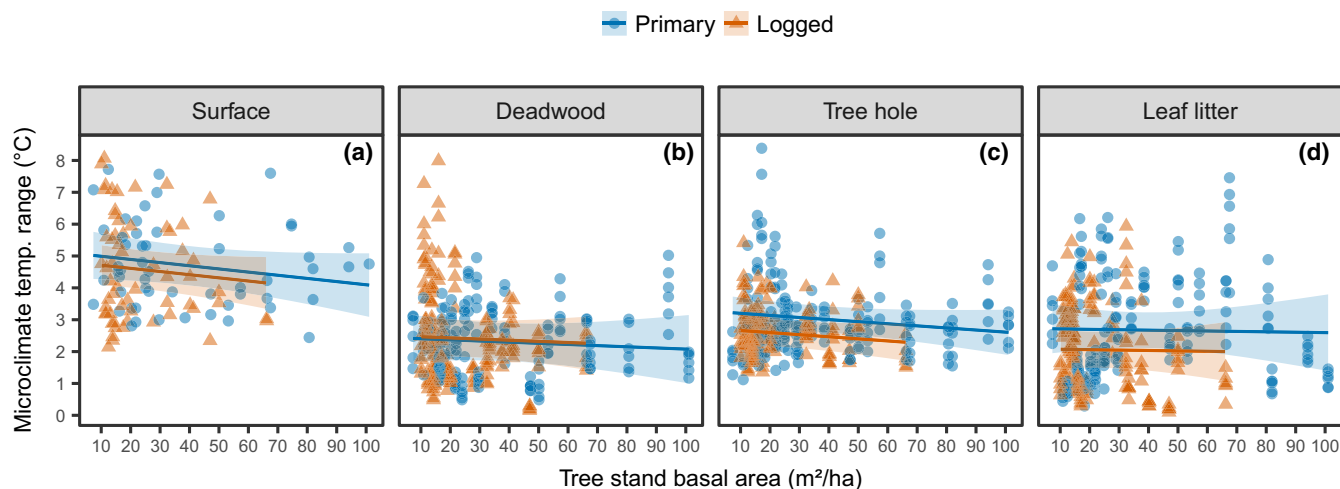 Primary Logged
Surface Deadwood Tree hole Leaf litter
(a) (b) (c) (d)
Microclimate temp. range (°C)
8
7
6
5
4
3
2
1
0
10 20 30 40 50 60 70 80 90 100 10 20 30 40 50 60 70 80 90 100 10 20 30 40 50 60 70 80 90 100 10 20 30 40 50 60 70 80 90 100
Tree stand basal area (m²/ha)